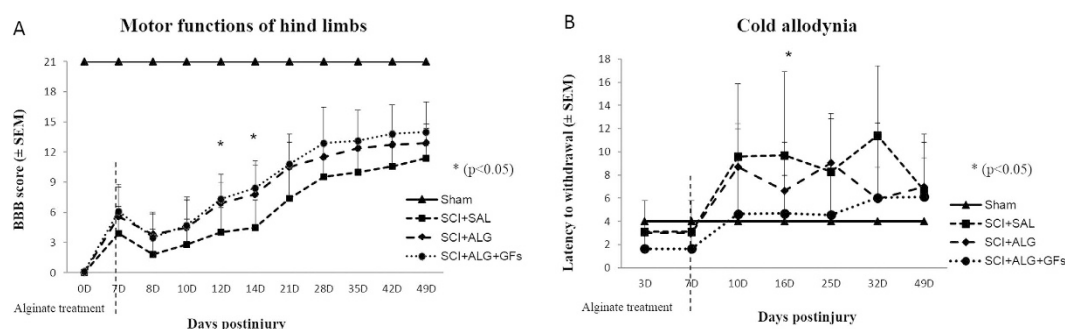 A
Motor functions of hind limbs
BBB score (± SEM)
21
18
15
12
9
6
3
0
0D 7D 8D 10D 12D 14D 21D 28D 35D 42D 49D
* *
* (p<0.05)
Sham
SCI+SAL
SCI+ALG
SCI+ALG+GFs
Alginate treatment
Days postinjury
B
Cold allodynia
Latency to withdrawal (± SEM)
18
16
14
12
10
8
6
4
2
0
3D 7D 10D 16D 25D 32D 49D
*
* (p<0.05)
Sham
SCI+SAL
SCI+ALG
SCI+ALG+GFs
Alginate treatment
Days postinjury